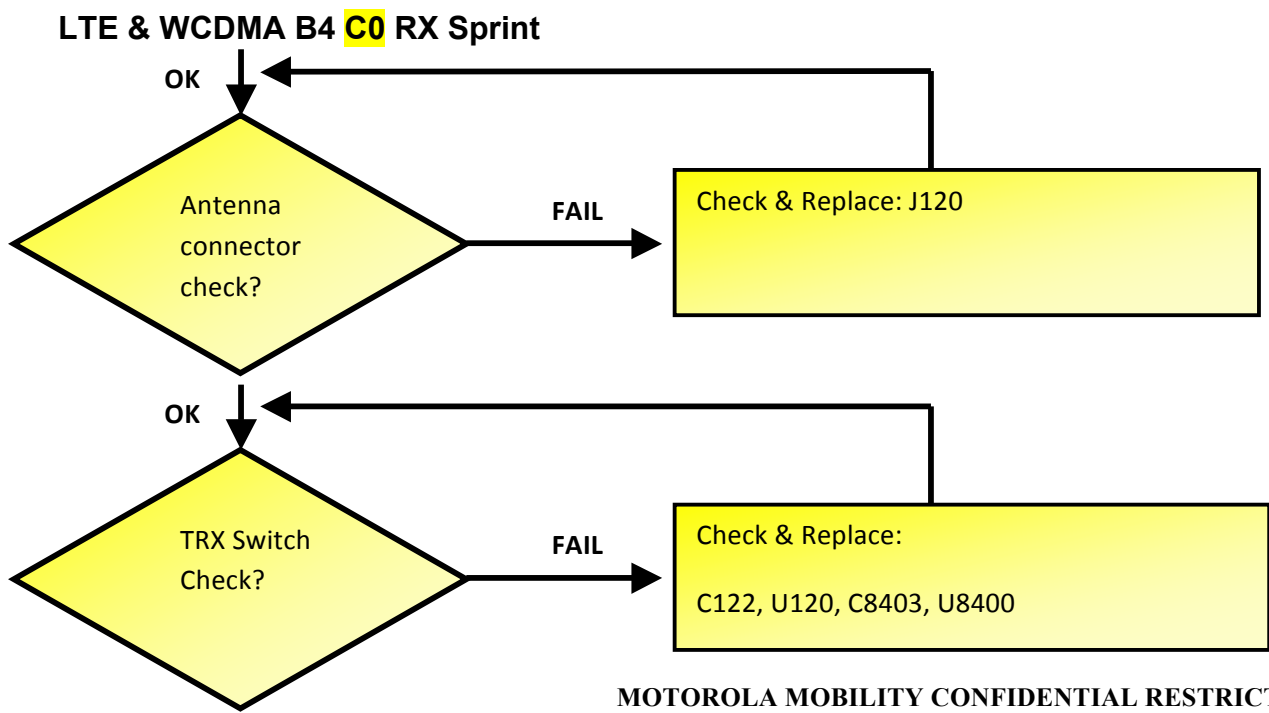 LTE & WCDMA B4 C0 RX Sprint
OK
Antenna
connector
check?
FAIL
Check & Replace: J120
OK
TRX Switch
Check?
FAIL
Check & Replace:
C122, U120, C8403, U8400
MOTOROLA MOBILITY CONFIDENTIAL RESTRICT